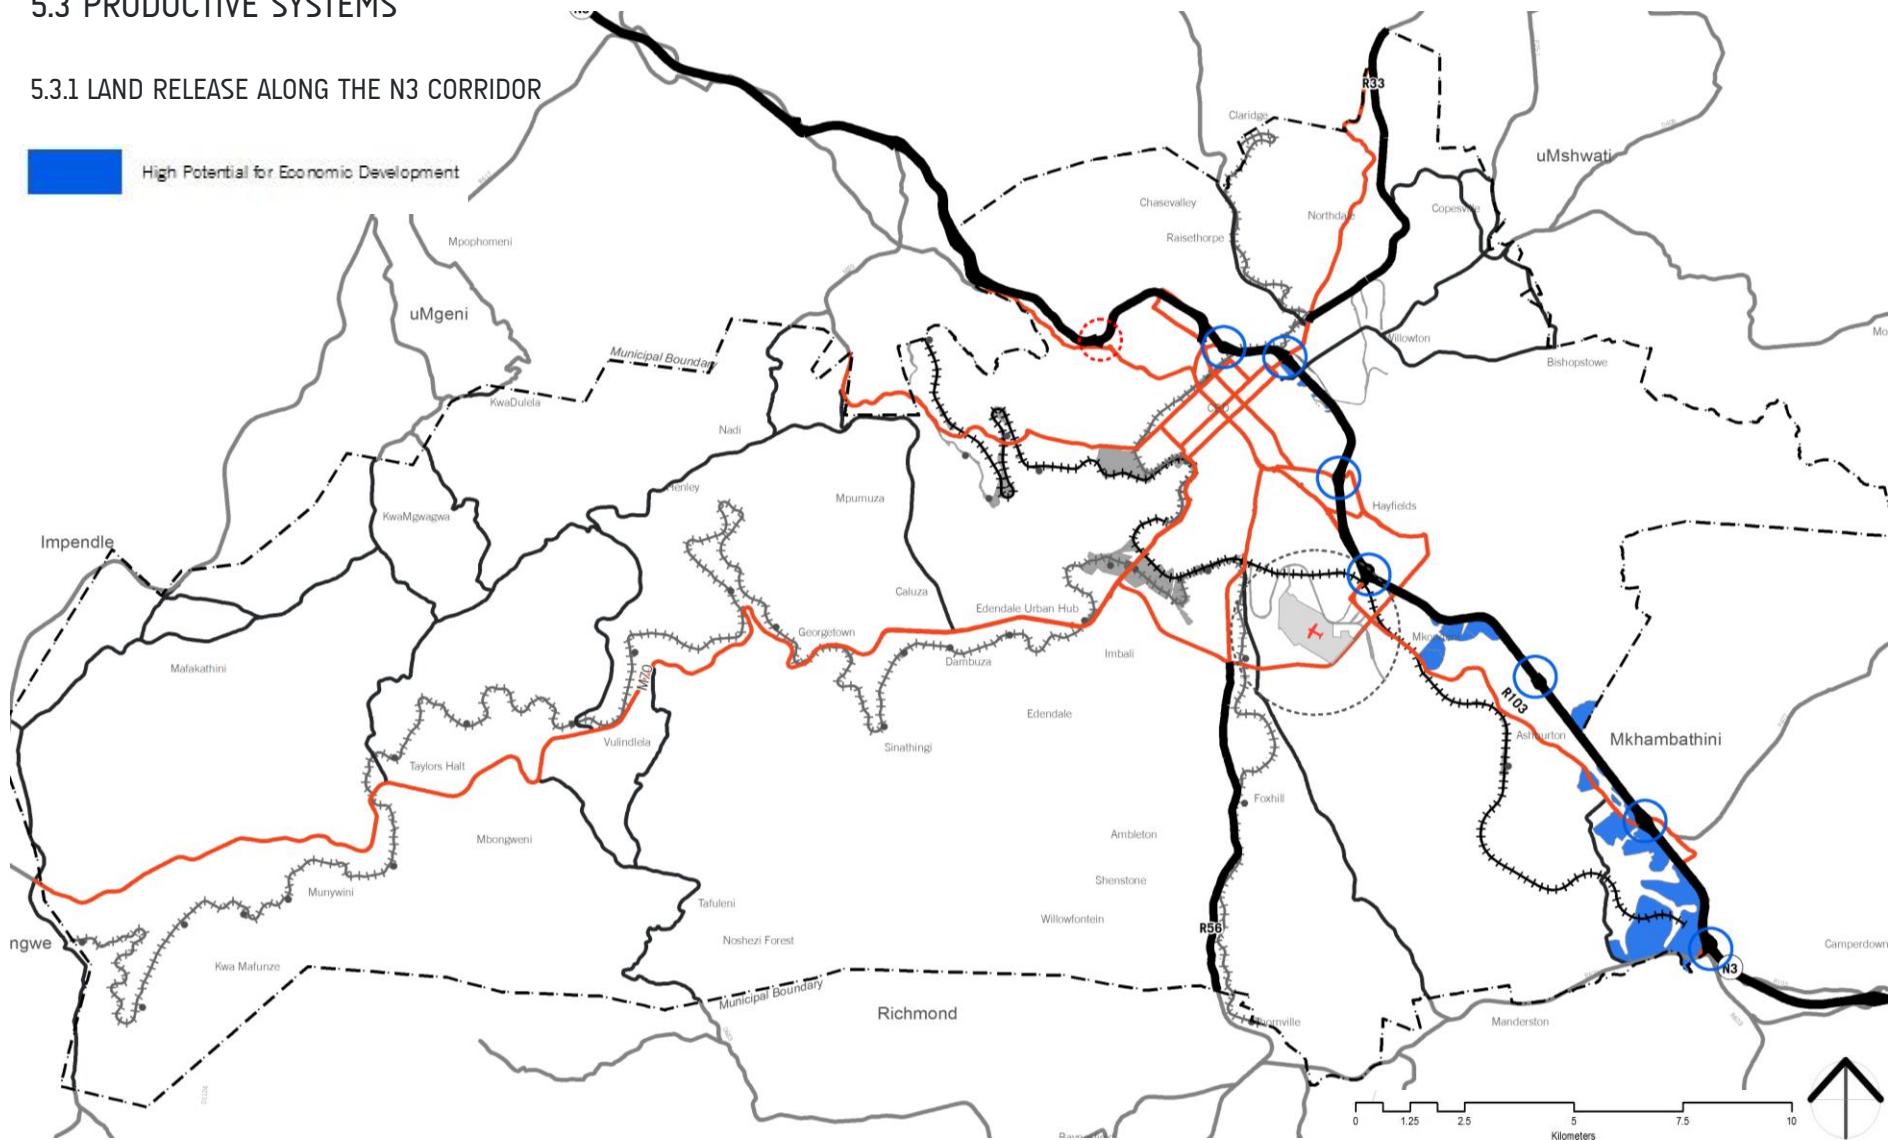 5.3 PRODUCTIVE SYSTEMS
5.3.1 LAND RELEASE ALONG THE N3 CORRIDOR
High Potential for Economic Development
R33
Claridge
uMshwati
Chasevalley
Northdale
Copesville
Raisethorpe
Mpophomeni
uMgeni
Municipal Boundary
Willowton
Bishopstowe
KwaDulela
CBD
Nadi
Henley
Mpumuza
Hayfields
KwaMgwagwa
Impendle
Caluza
Edendale Urban Hub
Georgetown
Imbali
Dambuza
Mafakathini
M70
R103
Edendale
Ashburton
Mkhambathini
Vulindlela
Sinathingi
Taylors Halt
Foxhill
Mbongweni
Ambleton
Shenstone
Munywini
Tafuleni
Willowfontein
R56
Noshezi Forest
ngwe
Camperdown
Kwa Mafunze
N3
Municipal Boundary
Richmond
Thornville
Manderston
0 1.25 2.5 5 7.5 10
Kilometers